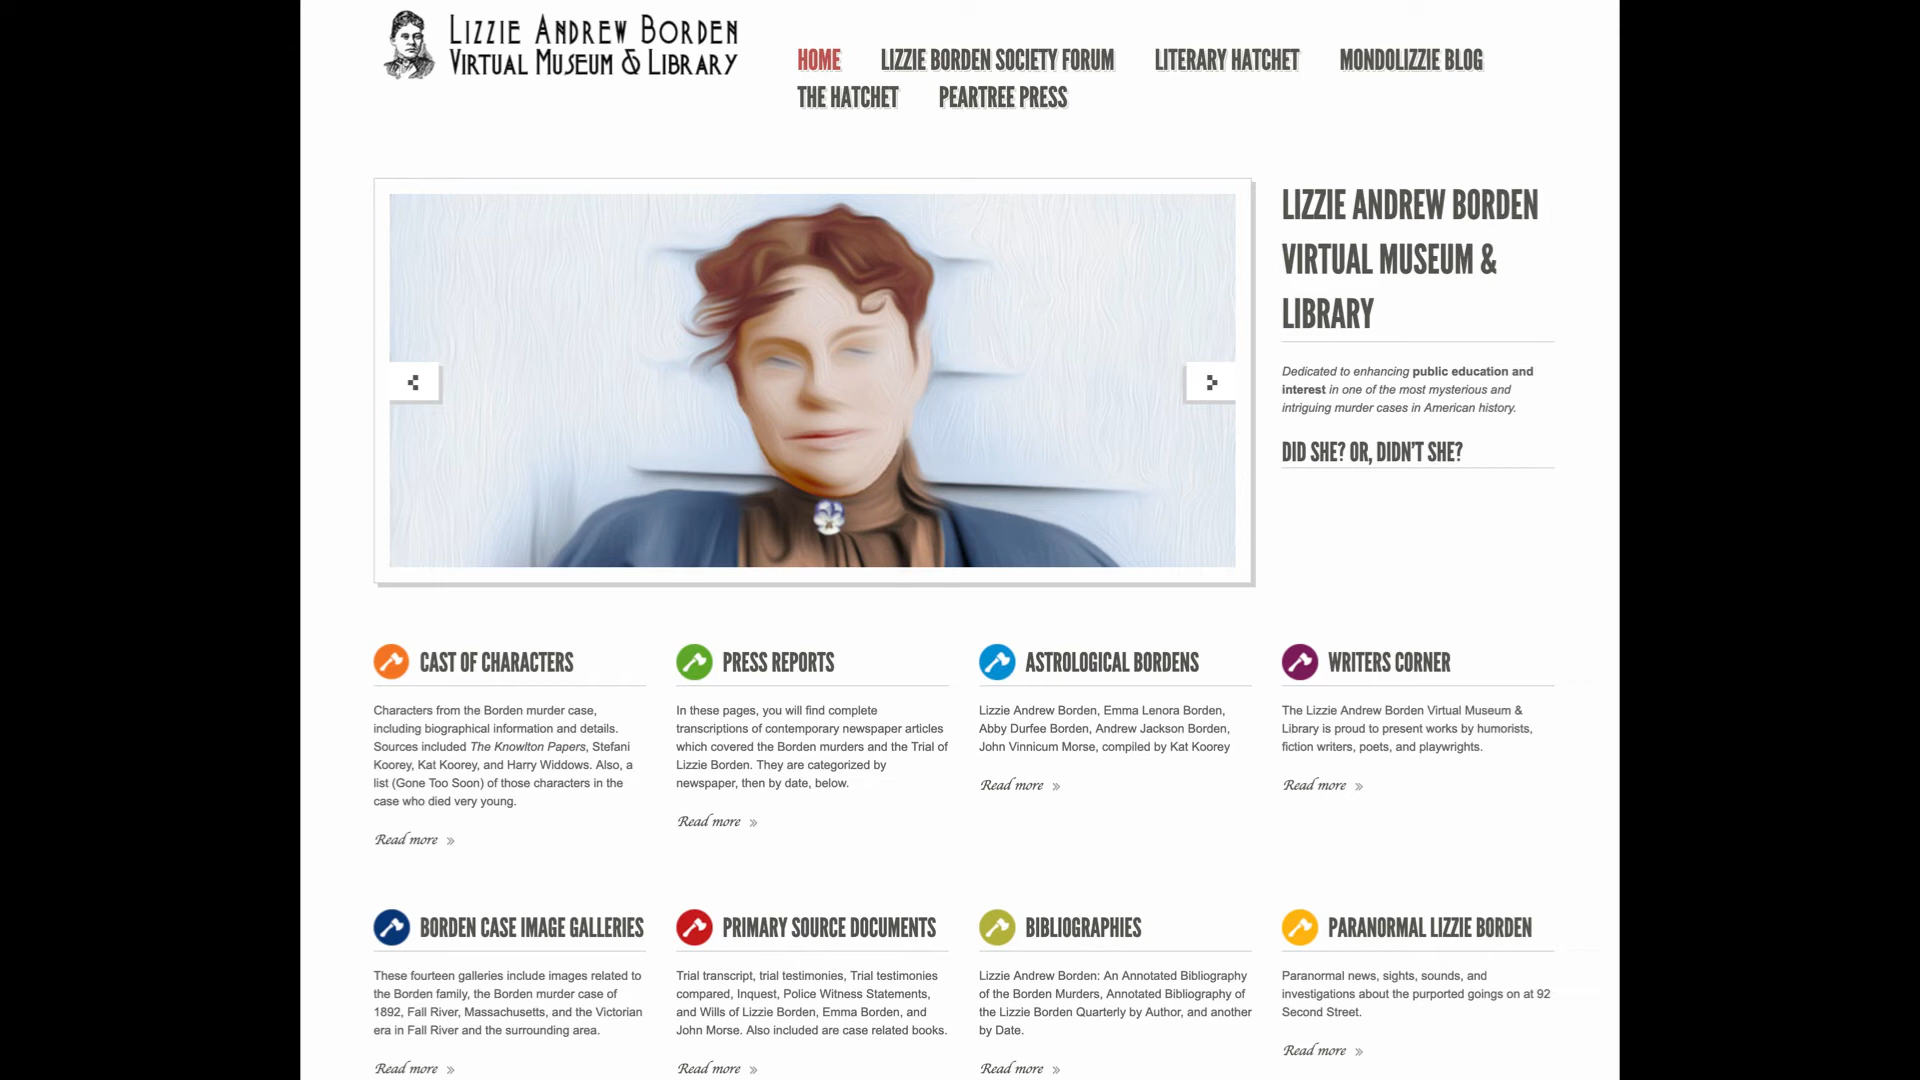 LIZZIE ANDREW BORDEN
VIRTUAL MUSEUM & LIBRARY
HOME
LIZZIE BORDEN SOCIETY FORUM
LITERARY HATCHET
MONDOLIZZIE BLOG
THE HATCHET
PEARTREE PRESS
LIZZIE ANDREW BORDEN
VIRTUAL MUSEUM &
LIBRARY
Dedicated to enhancing public education and
interest in one of the most mysterious and
intriguing murder cases in American history.
DID SHE? OR, DIDN'T SHE?
CAST OF CHARACTERS
Characters from the Borden murder case,
including biographical information and details.
Sources included The Knowlton Papers, Stefani
Koorey, Kat Koorey, and Harry Widdows. Also, a
list (Gone Too Soon) of those characters in the
case who died very young.
Read more »
PRESS REPORTS
In these pages, you will find complete
transcriptions of contemporary newspaper articles
which covered the Borden murders and the Trial of
Lizzie Borden. They are categorized by
newspaper, then by date, below.
Read more »
ASTROLOGICAL BORDENS
Lizzie Andrew Borden, Emma Lenora Borden,
Abby Durfee Borden, Andrew Jackson Borden,
John Vinnicum Morse, compiled by Kat Koorey
Read more »
WRITERS CORNER
The Lizzie Andrew Borden Virtual Museum &
Library is proud to present works by humorists,
fiction writers, poets, and playwrights.
Read more »
BORDEN CASE IMAGE GALLERIES
These fourteen galleries include images related to
the Borden family, the Borden murder case of
1892, Fall River, Massachusetts, and the Victorian
era in Fall River and the surrounding area.
Read more »
PRIMARY SOURCE DOCUMENTS
Trial transcript, trial testimonies, Trial testimonies
compared, Inquest, Police Witness Statements,
and Wills of Lizzie Borden, Emma Borden, and
John Morse. Also included are case related books.
Read more »
BIBLIOGRAPHIES
Lizzie Andrew Borden: An Annotated Bibliography
of the Borden Murders, Annotated Bibliography of
the Lizzie Borden Quarterly by Author, and another
by Date.
Read more »
PARANORMAL LIZZIE BORDEN
Paranormal news, sights, sounds, and
investigations about the purported goings on at 92
Second Street.
Read more »